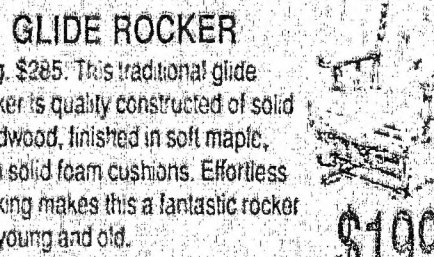 GLIDE ROCKER
g. $285. This traditional glide
ker is quality constructed of solid
dwood, finished in soft maple,
solid foam cushions. Effortless
king makes this a fantastic rocker
young and old.
$199